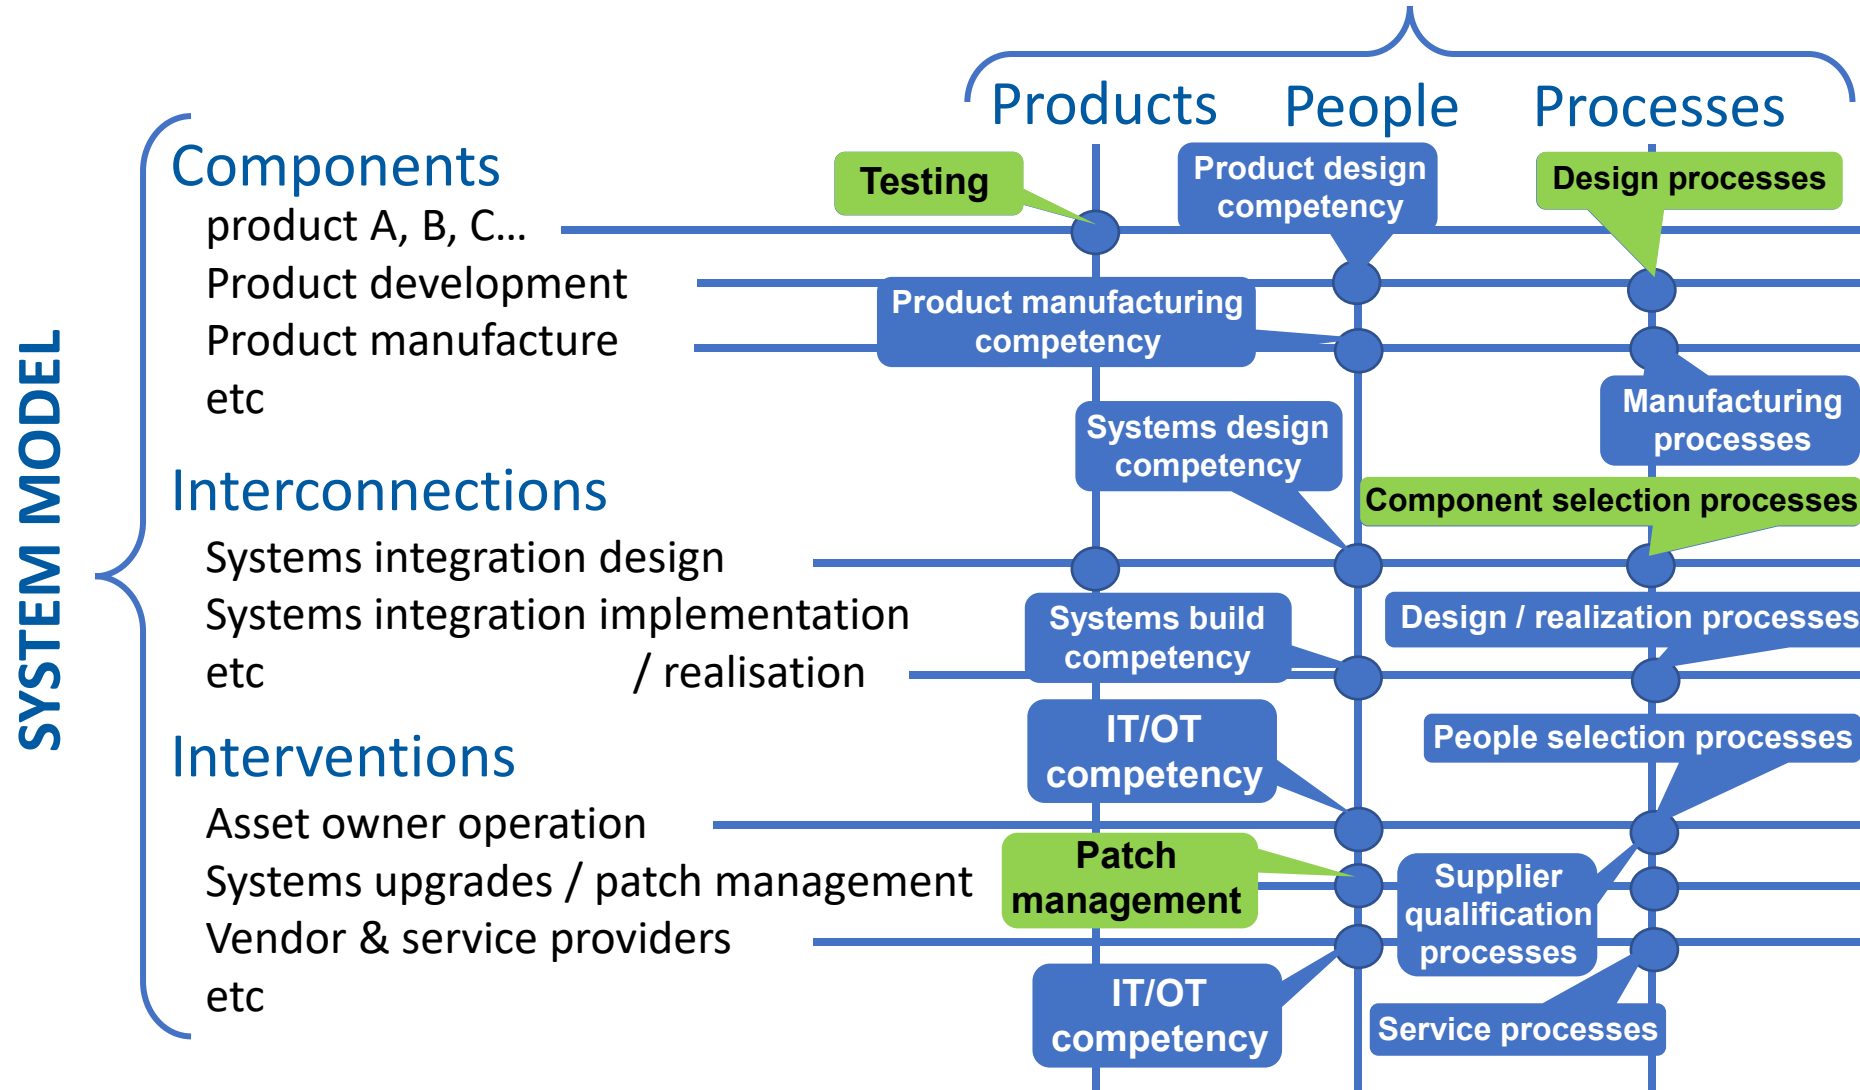 Products People Processes
SYSTEM MODEL
Components
product A, B, C...
Product development
Product manufacture
etc
Interconnections
Systems integration design
Systems integration implementation
etc / realisation
Interventions
Asset owner operation
Systems upgrades / patch management
Vendor & service providers
etc
Testing
Product design
competency
Design processes
Product manufacturing
competency
Manufacturing
processes
Systems design
competency
Component selection processes
Systems build
competency
Design / realization processes
IT/OT
competency
People selection processes
Patch
management
Supplier
qualification
processes
IT/OT
competency
Service processes